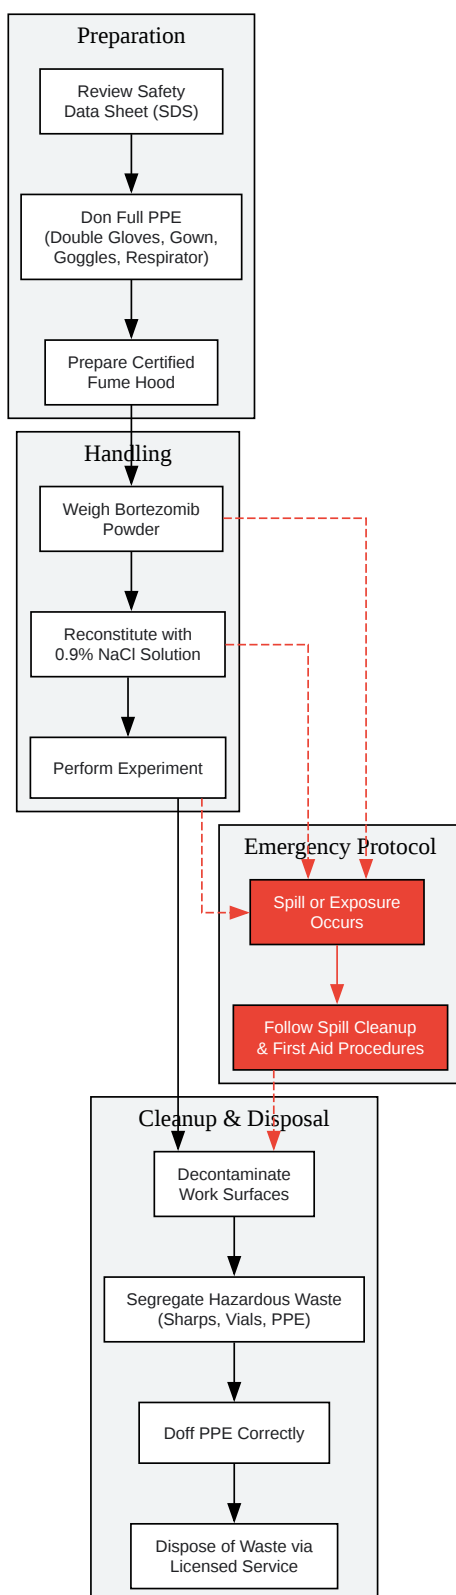 Preparation
Review Safety
Data Sheet (SDS)
Don Full PPE
(Double Gloves, Gown,
Goggles, Respirator)
Prepare Certified
Fume Hood
Handling
Weigh Bortezomib
Powder
Reconstitute with
0.9% NaCl Solution
Perform Experiment
Emergency Protocol
Spill or Exposure
Occurs
Follow Spill Cleanup
& First Aid Procedures
Cleanup & Disposal
Decontaminate
Work Surfaces
Segregate Hazardous Waste
(Sharps, Vials, PPE)
Doff PPE Correctly
Dispose of Waste via
Licensed Service